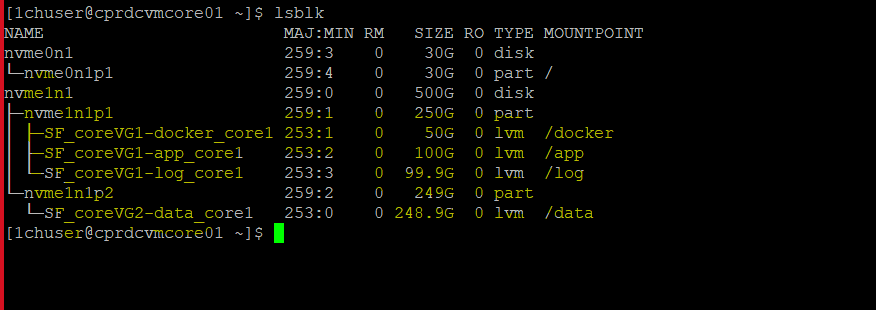 [1chuser@cprdcvmcore01 ~]$ lsblk
NAME                        MAJ:MIN RM   SIZE RO TYPE MOUNTPOINT
nvme0n1                     259:3    0    30G  0 disk
└─nvme0n1p1                 259:4    0    30G  0 part /
nvme1n1                     259:0    0   500G  0 disk
├─nvme1n1p1                 259:1    0   250G  0 part
│ ├─SF_coreVG1-docker_core1 253:1    0    50G  0 lvm  /docker
│ ├─SF_coreVG1-app_core1    253:2    0   100G  0 lvm  /app
│ └─SF_coreVG1-log_core1    253:3    0  99.9G  0 lvm  /log
└─nvme1n1p2                 259:2    0   249G  0 part
  └─SF_coreVG2-data_core1   253:0    0 248.9G  0 lvm  /data
[1chuser@cprdcvmcore01 ~]$